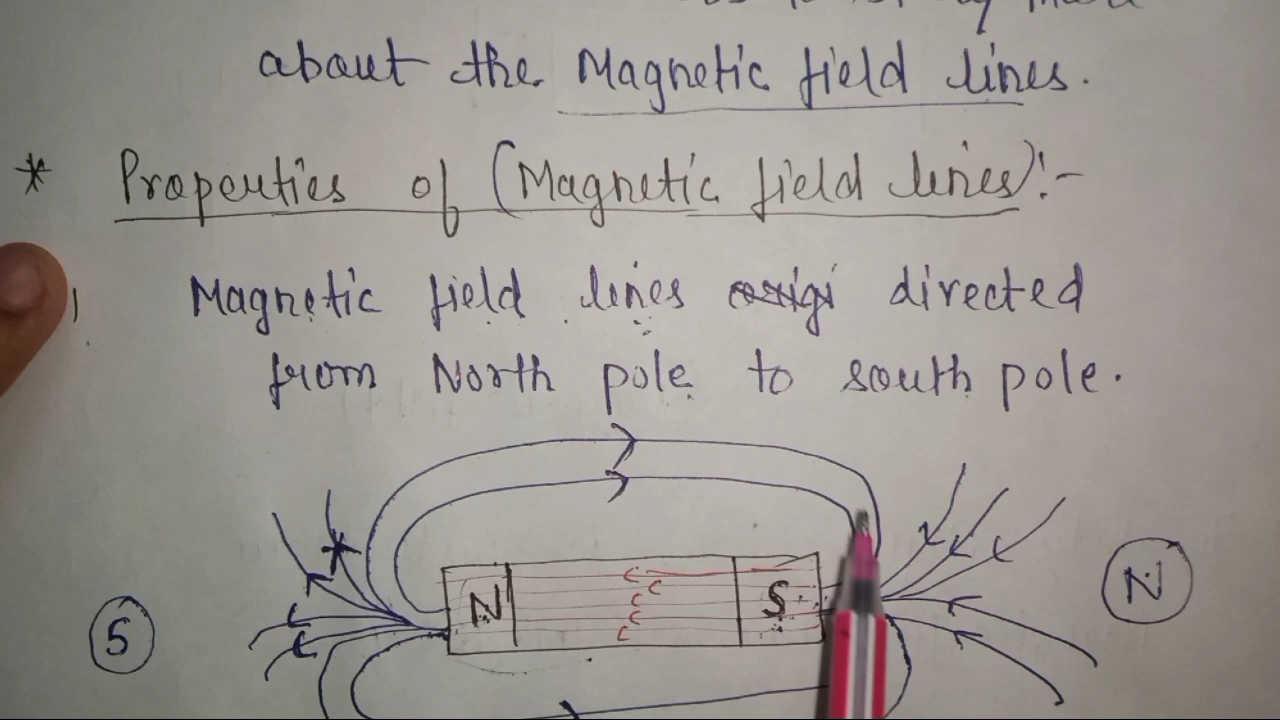 about the Magnetic field lines.
* Properties of (Magnetic field lines):-
1 Magnetic field lines directed
from North pole to south pole.
N S
S N